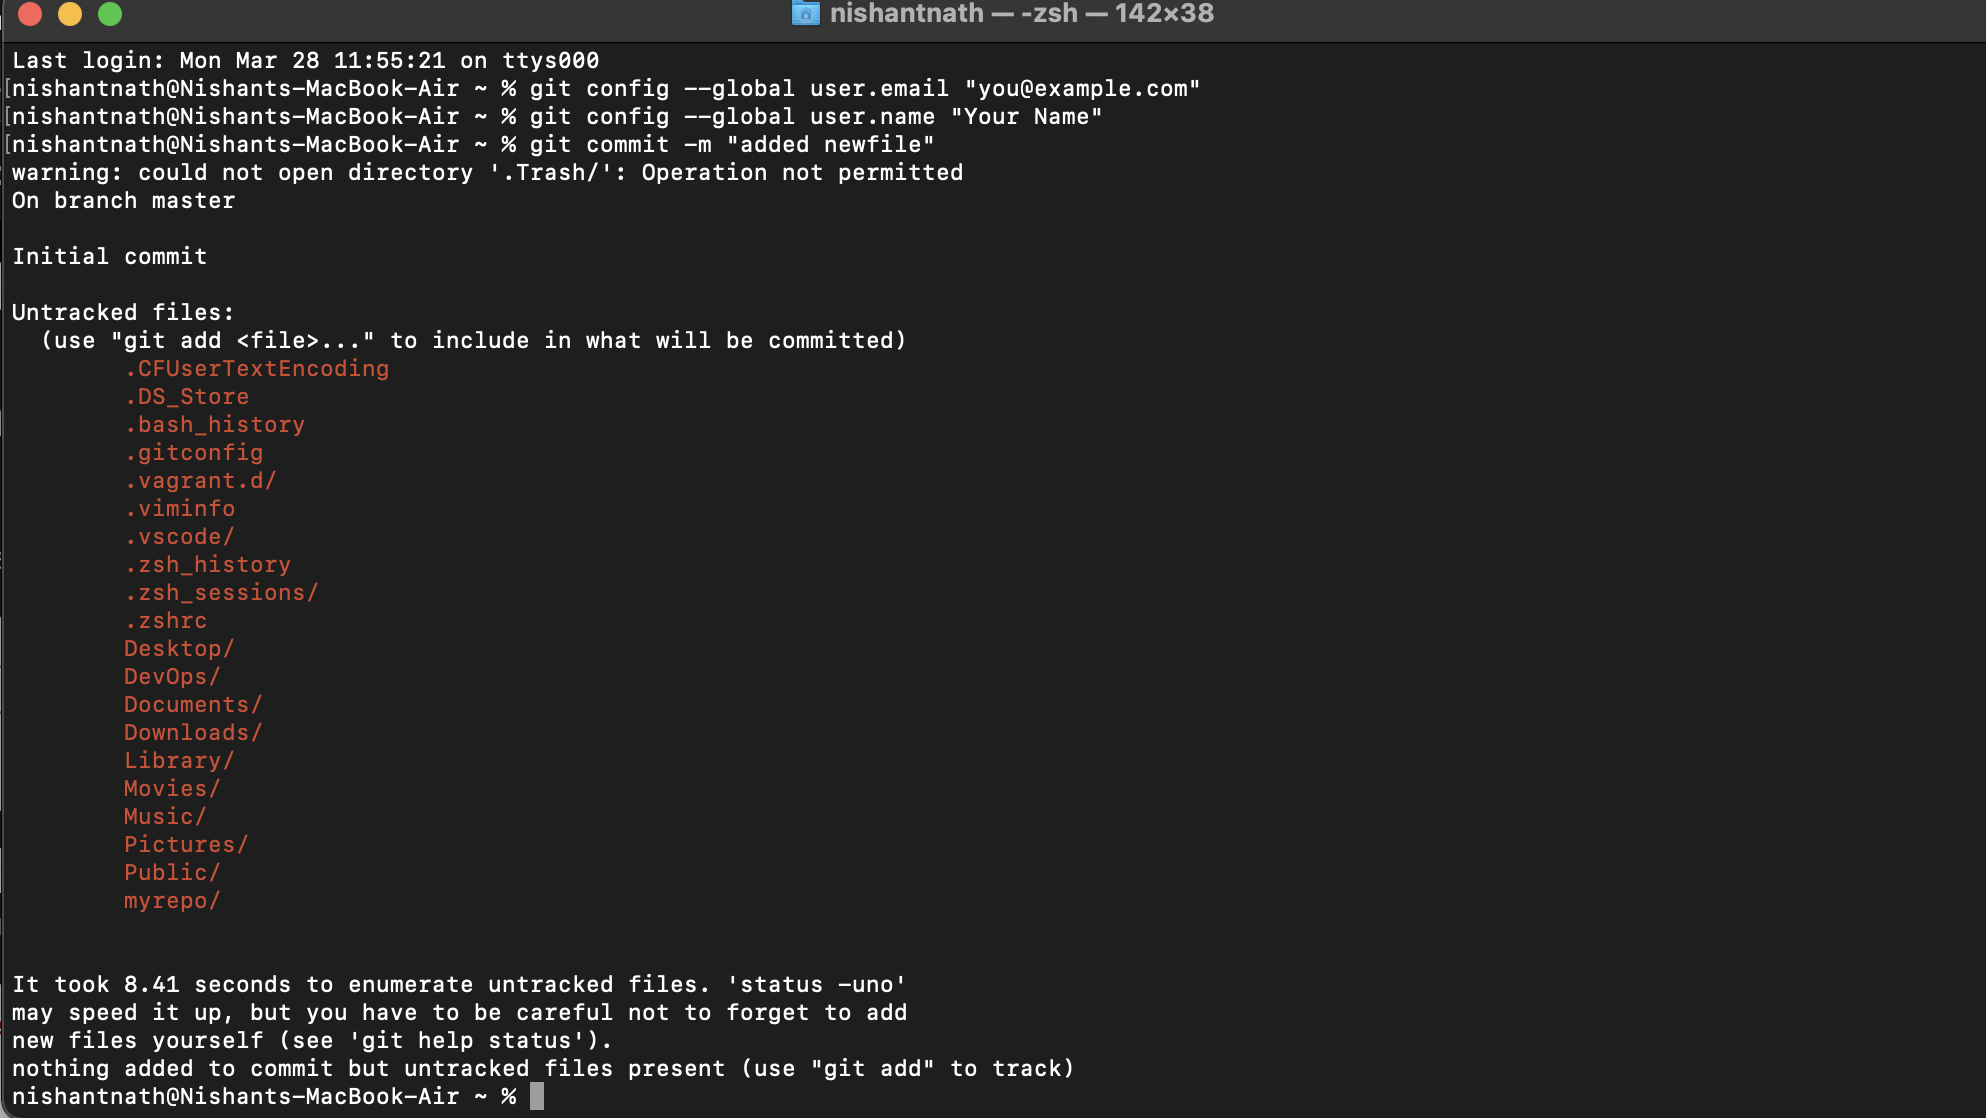 nishantnath — -zsh — 142×38
Last login: Mon Mar 28 11:55:21 on ttys000
[nishantnath@Nishants-MacBook-Air ~ % git config --global user.email "you@example.com"
[nishantnath@Nishants-MacBook-Air ~ % git config --global user.name "Your Name"
[nishantnath@Nishants-MacBook-Air ~ % git commit -m "added newfile"
warning: could not open directory '.Trash/': Operation not permitted
On branch master
Initial commit
Untracked files:
  (use "git add <file>..." to include in what will be committed)
        .CFUserTextEncoding
        .DS_Store
        .bash_history
        .gitconfig
        .vagrant.d/
        .viminfo
        .vscode/
        .zsh_history
        .zsh_sessions/
        .zshrc
        Desktop/
        DevOps/
        Documents/
        Downloads/
        Library/
        Movies/
        Music/
        Pictures/
        Public/
        myrepo/
It took 8.41 seconds to enumerate untracked files. 'status -uno'
may speed it up, but you have to be careful not to forget to add
new files yourself (see 'git help status').
nothing added to commit but untracked files present (use "git add" to track)
nishantnath@Nishants-MacBook-Air ~ %